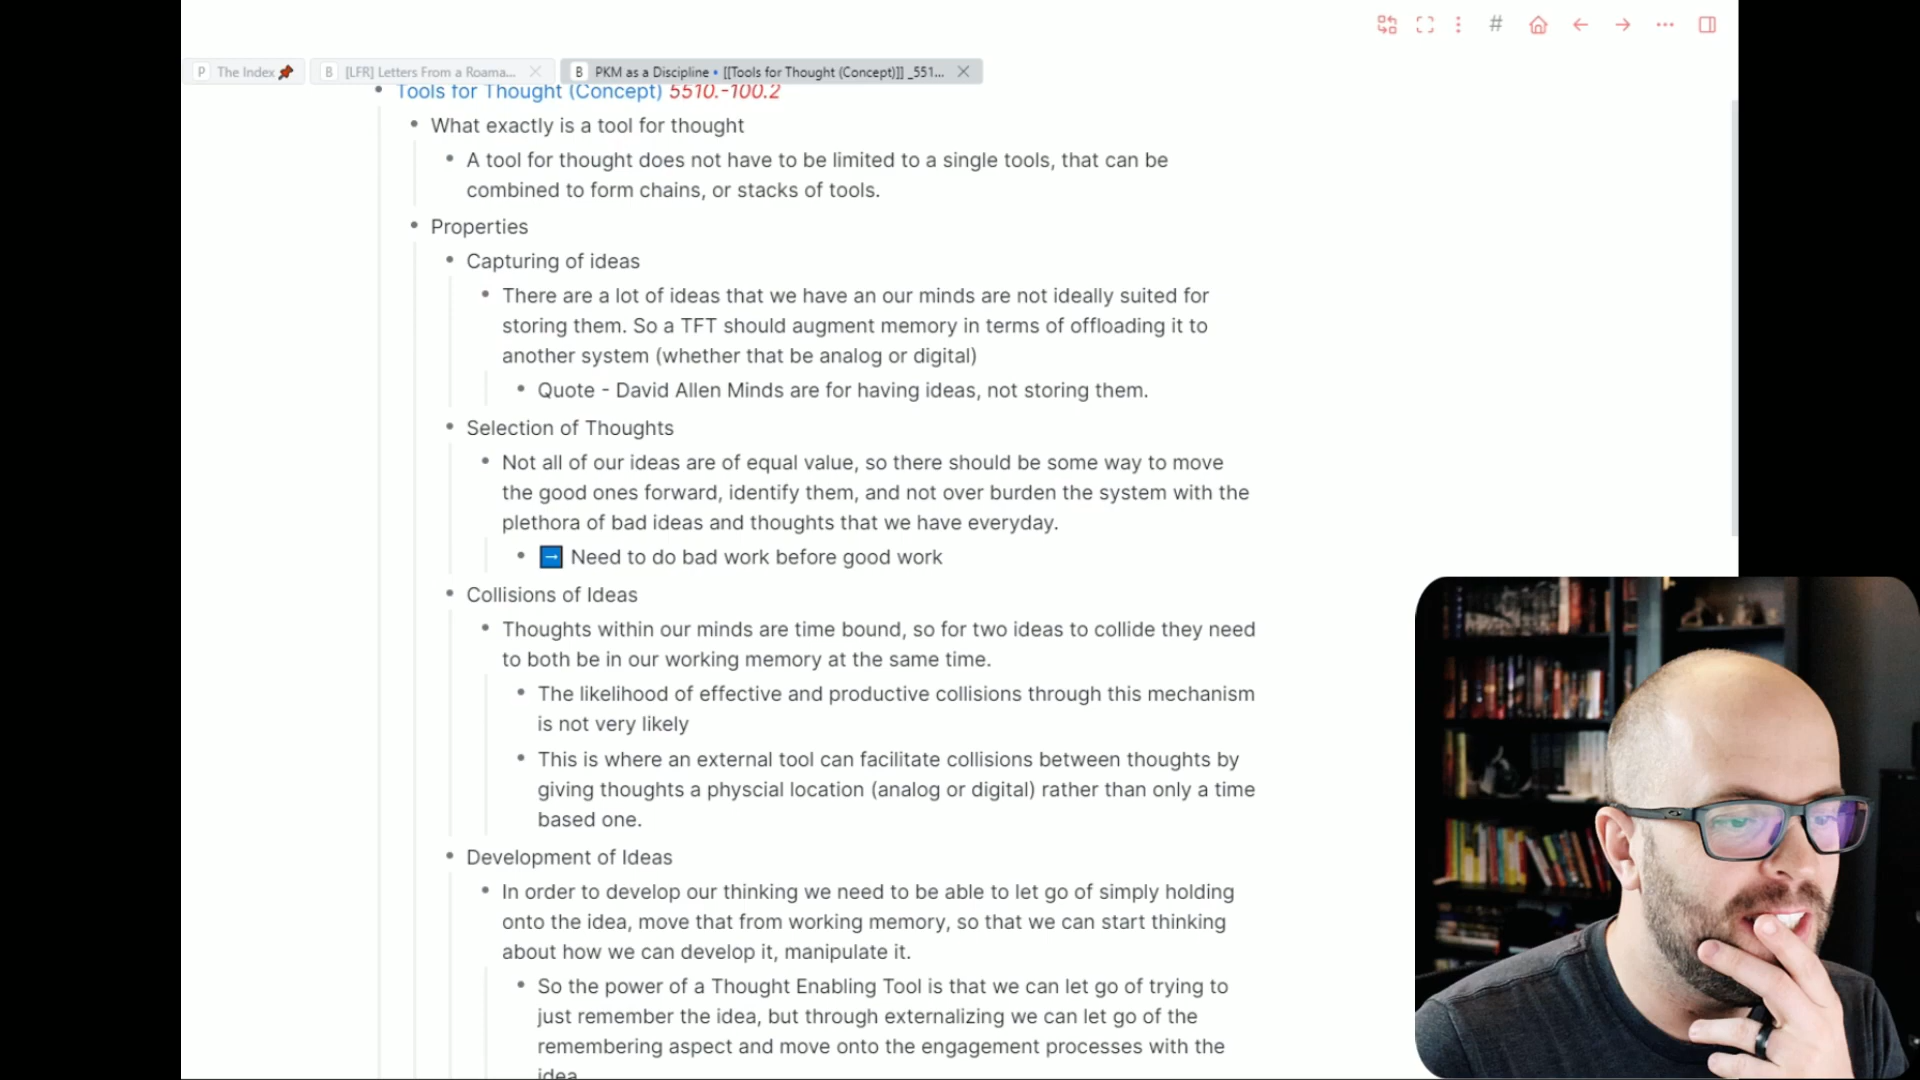 P The Index 📌
B [LFR] Letters From a Roama...
B PKM as a Discipline • [[Tools for Thought (Concept)]] _551...
Tools for Thought (Concept) 5510.-100.2
What exactly is a tool for thought
A tool for thought does not have to be limited to a single tools, that can be
combined to form chains, or stacks of tools.
Properties
Capturing of ideas
There are a lot of ideas that we have an our minds are not ideally suited for
storing them. So a TFT should augment memory in terms of offloading it to
another system (whether that be analog or digital)
Quote - David Allen Minds are for having ideas, not storing them.
Selection of Thoughts
Not all of our ideas are of equal value, so there should be some way to move
the good ones forward, identify them, and not over burden the system with the
plethora of bad ideas and thoughts that we have everyday.
➡️ Need to do bad work before good work
Collisions of Ideas
Thoughts within our minds are time bound, so for two ideas to collide they need
to both be in our working memory at the same time.
The likelihood of effective and productive collisions through this mechanism
is not very likely
This is where an external tool can facilitate collisions between thoughts by
giving thoughts a physcial location (analog or digital) rather than only a time
based one.
Development of Ideas
In order to develop our thinking we need to be able to let go of simply holding
onto the idea, move that from working memory, so that we can start thinking
about how we can develop it, manipulate it.
So the power of a Thought Enabling Tool is that we can let go of trying to
just remember the idea, but through externalizing we can let go of the
remembering aspect and move onto the engagement processes with the
idea